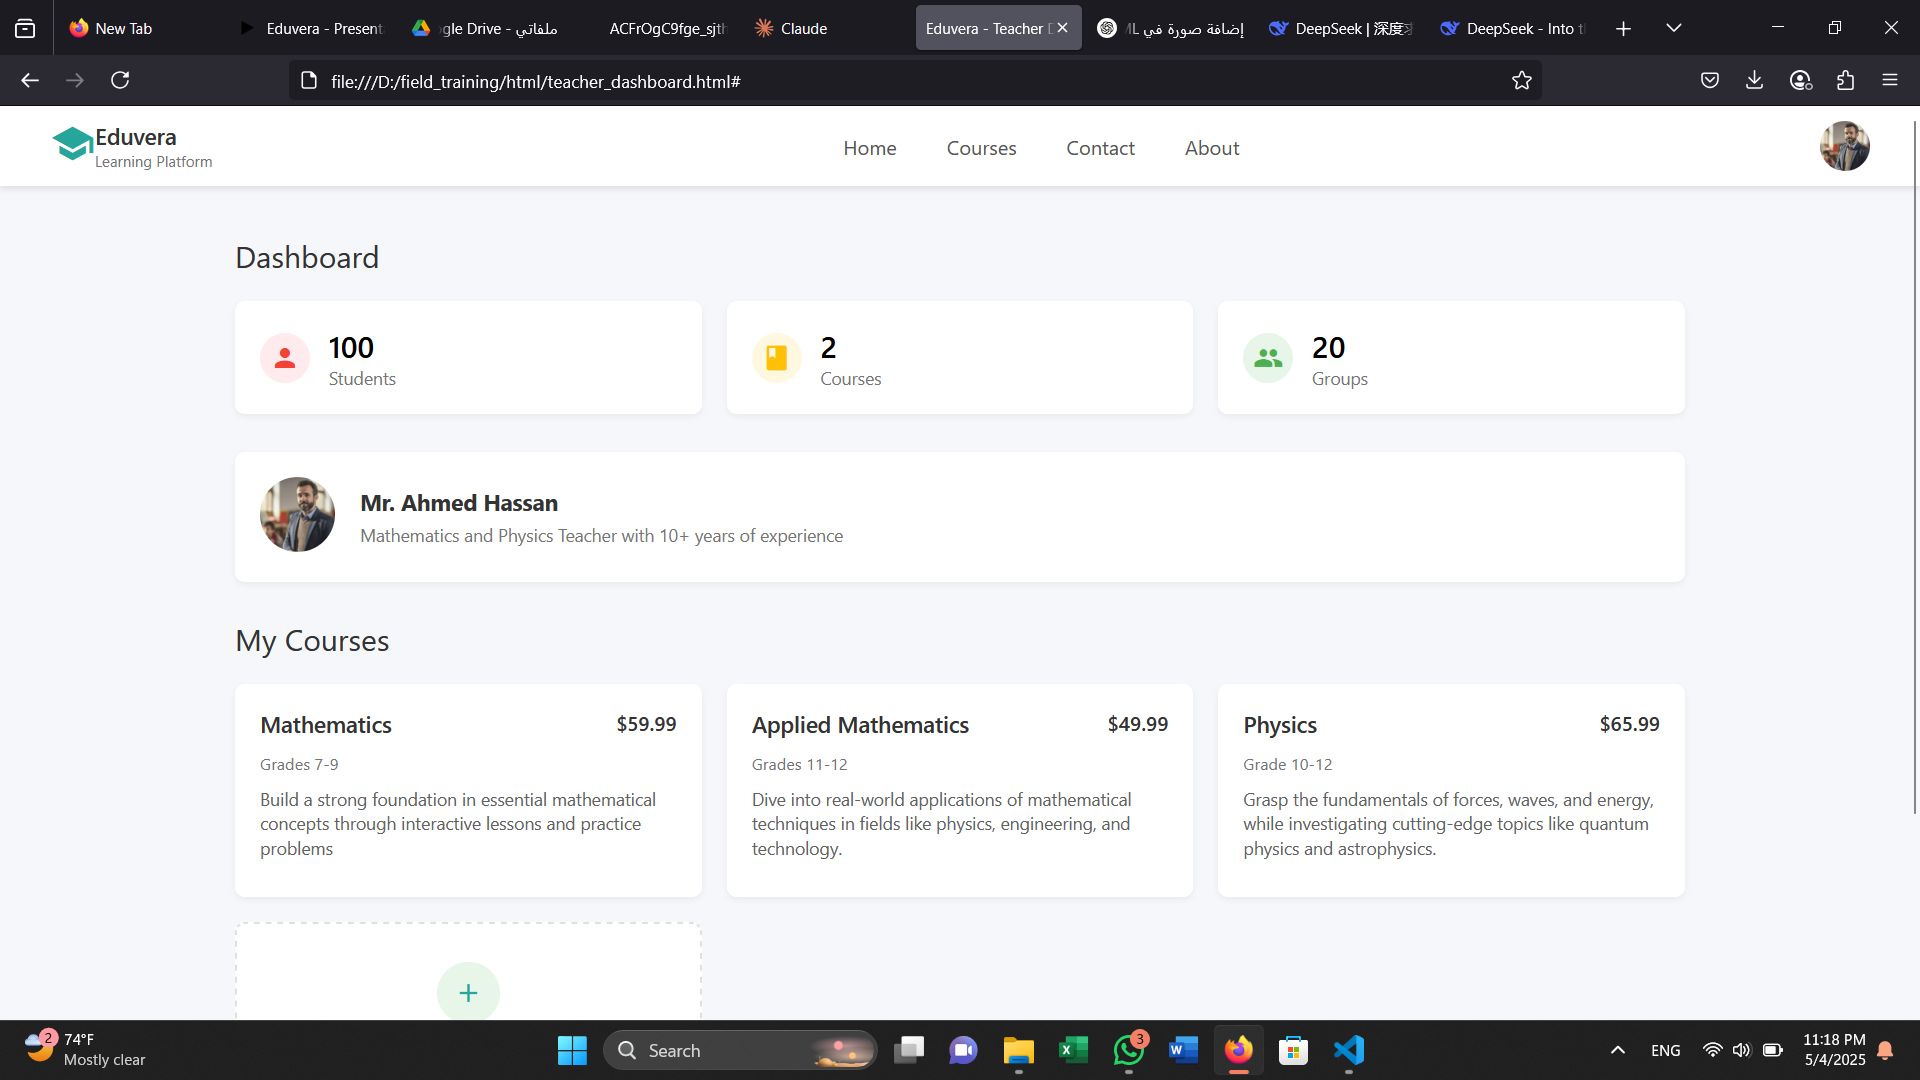 New Tab
Eduvera - Present
ogle Drive - ملفاتي
ACFrOgC9fge_sjth
Claude
Eduvera - Teacher D
إضافة صورة في ML
DeepSeek | 深度求
DeepSeek - Into th
file:///D:/field_training/html/teacher_dashboard.html#
Eduvera
Learning Platform
Home
Courses
Contact
About
Dashboard
100
Students
2
Courses
20
Groups
Mr. Ahmed Hassan
Mathematics and Physics Teacher with 10+ years of experience
My Courses
Mathematics
$59.99
Grades 7-9
Build a strong foundation in essential mathematical
concepts through interactive lessons and practice
problems
Applied Mathematics
$49.99
Grades 11-12
Dive into real-world applications of mathematical
techniques in fields like physics, engineering, and
technology.
Physics
$65.99
Grade 10-12
Grasp the fundamentals of forces, waves, and energy,
while investigating cutting-edge topics like quantum
physics and astrophysics.
+
2
74°F
Mostly clear
Search
3
ENG
11:18 PM
5/4/2025